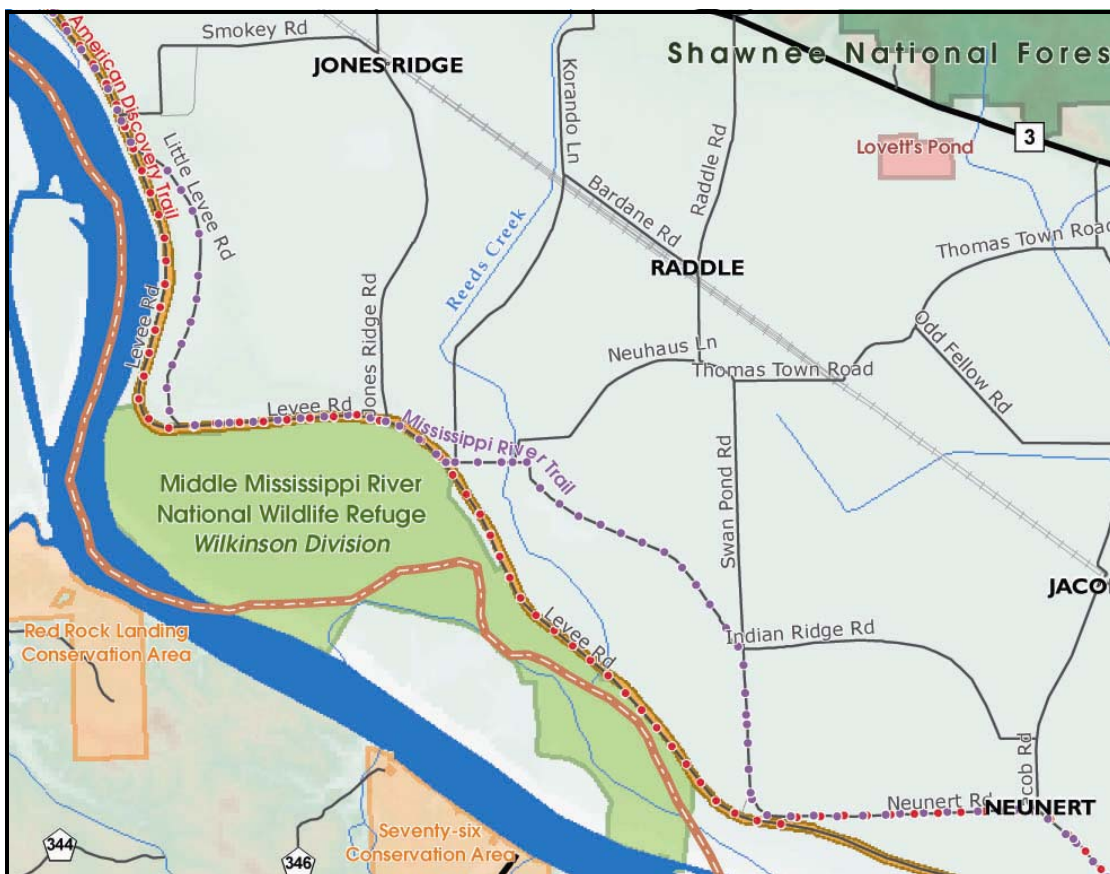 Smokey Rd
American Discovery Trail
JONES RIDGE
Korando Ln
Shawnee National Fores
3
Lovett's Pond
Little Levee Rd
Bardane Rd
Raddle Rd
Reeds Creek
RADDLE
Thomas Town Road
Levee Rd
Jones Ridge Rd
Neuhaus Ln
Thomas Town Road
Odd Fellow Rd
Levee Rd
Mississippi River Trail
Swan Pond Rd
Middle Mississippi River
National Wildlife Refuge
Wilkinson Division
JACO
Red Rock Landing
Conservation Area
Levee Rd
Indian Ridge Rd
cob Rd
Neunert Rd
NEUNERT
Seventy-six
Conservation Area
344
346